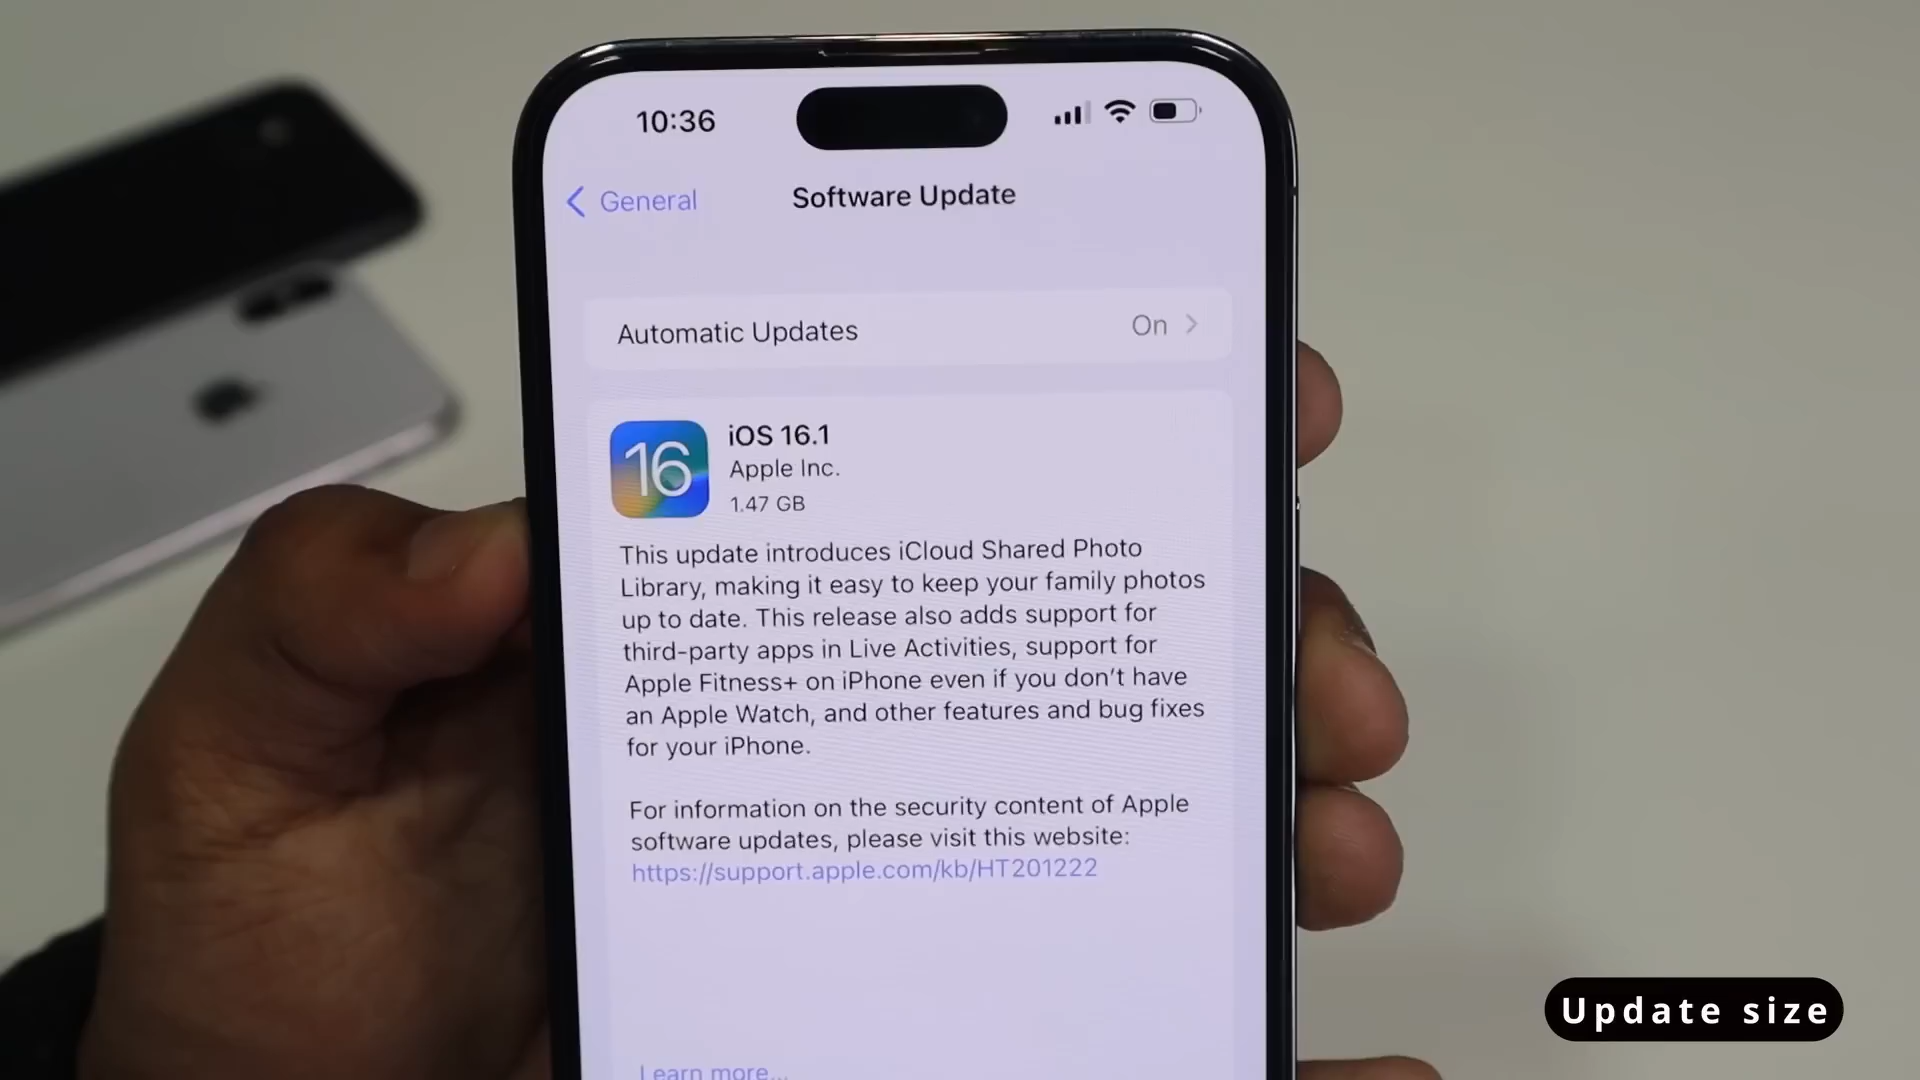 10:36
General
Software Update
Automatic Updates
On
16
iOS 16.1
Apple Inc.
1.47 GB
This update introduces iCloud Shared Photo
Library, making it easy to keep your family photos
up to date. This release also adds support for
third-party apps in Live Activities, support for
Apple Fitness+ on iPhone even if you don’t have
an Apple Watch, and other features and bug fixes
for your iPhone.
For information on the security content of Apple
software updates, please visit this website:
https://support.apple.com/kb/HT201222
Learn more...
Update size